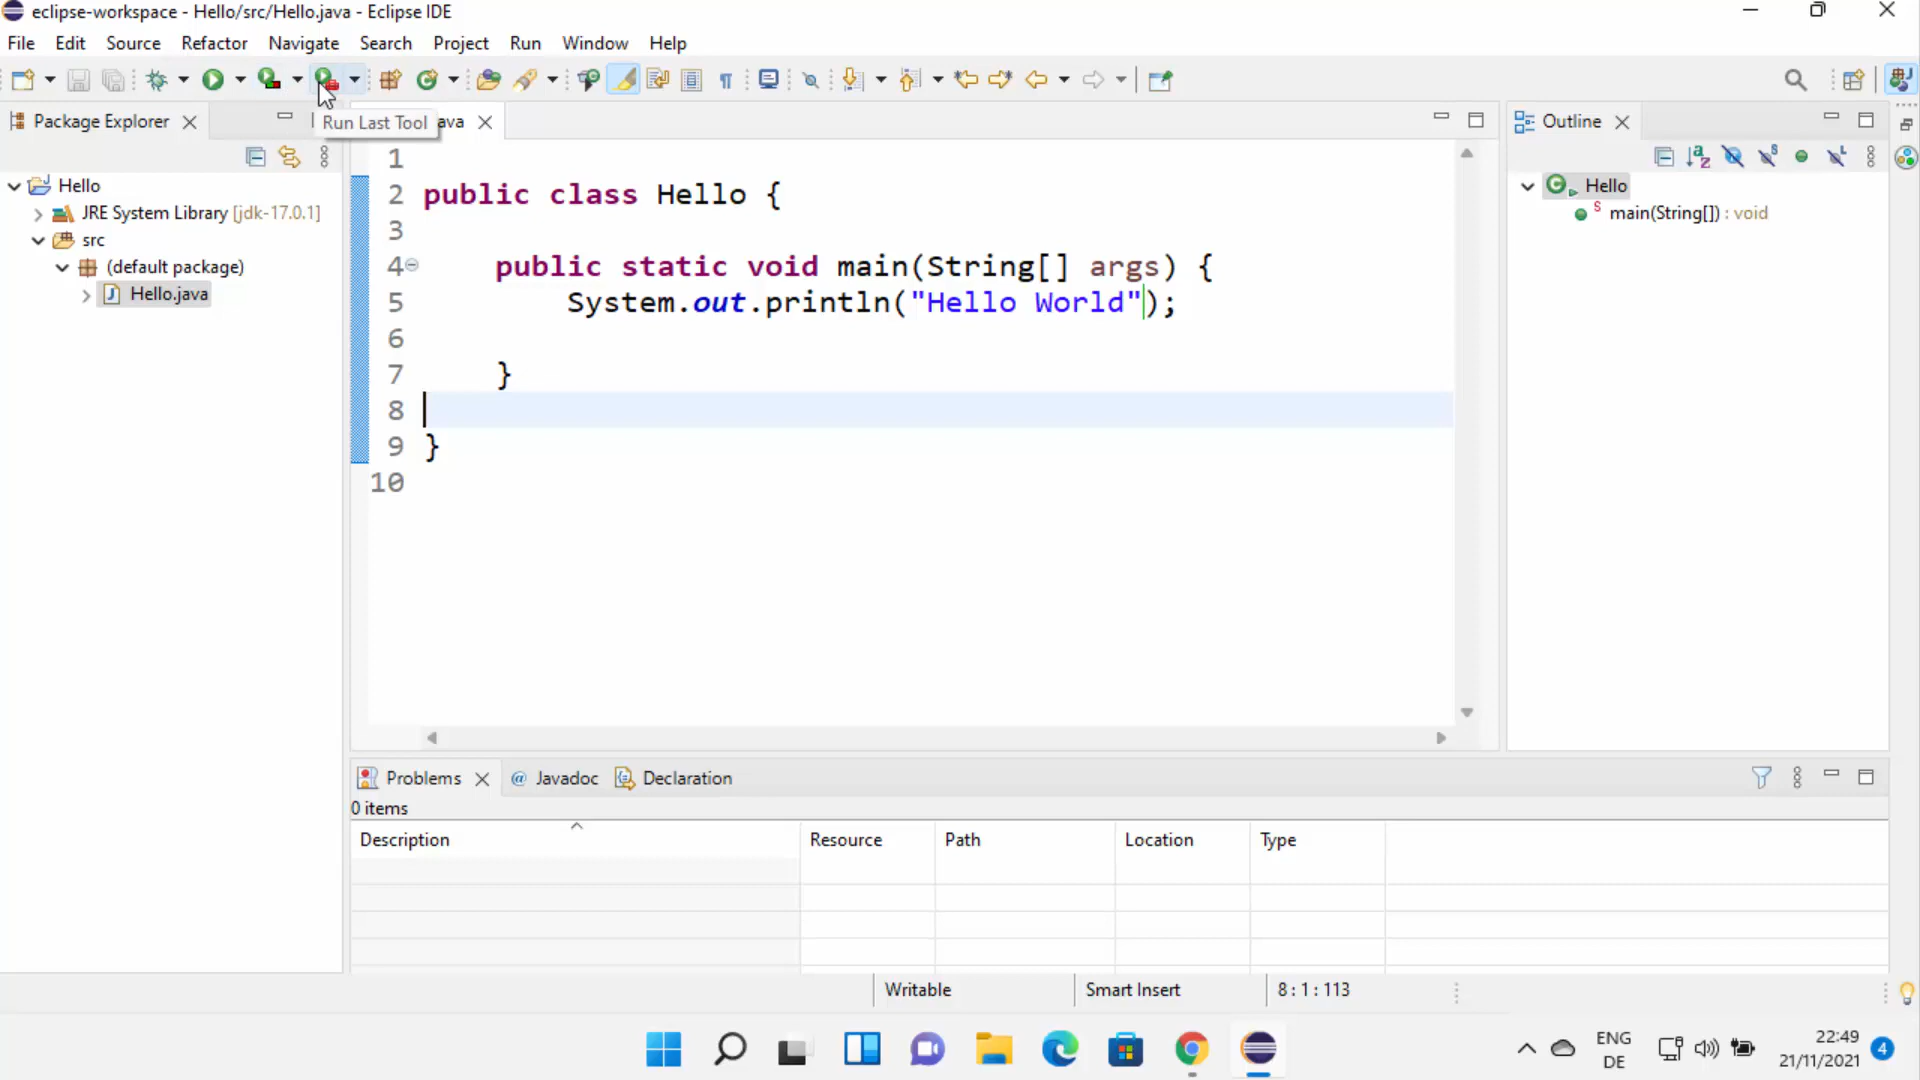 eclipse-workspace - Hello/src/Hello.java - Eclipse IDE
File Edit Source Refactor Navigate Search Project Run Window Help
Package Explorer
Run Last Tool
ava
Outline
Hello
JRE System Library [jdk-17.0.1]
src
(default package)
Hello.java
1
2 public class Hello {
3
4 public static void main(String[] args) {
5 System.out.println("Hello World");
6
7 }
8
9 }
10
Hello
main(String[]) : void
Problems @ Javadoc Declaration
0 items
Description Resource Path Location Type
Writable Smart Insert 8 : 1 : 113
ENG
DE
22:49
21/11/2021
4